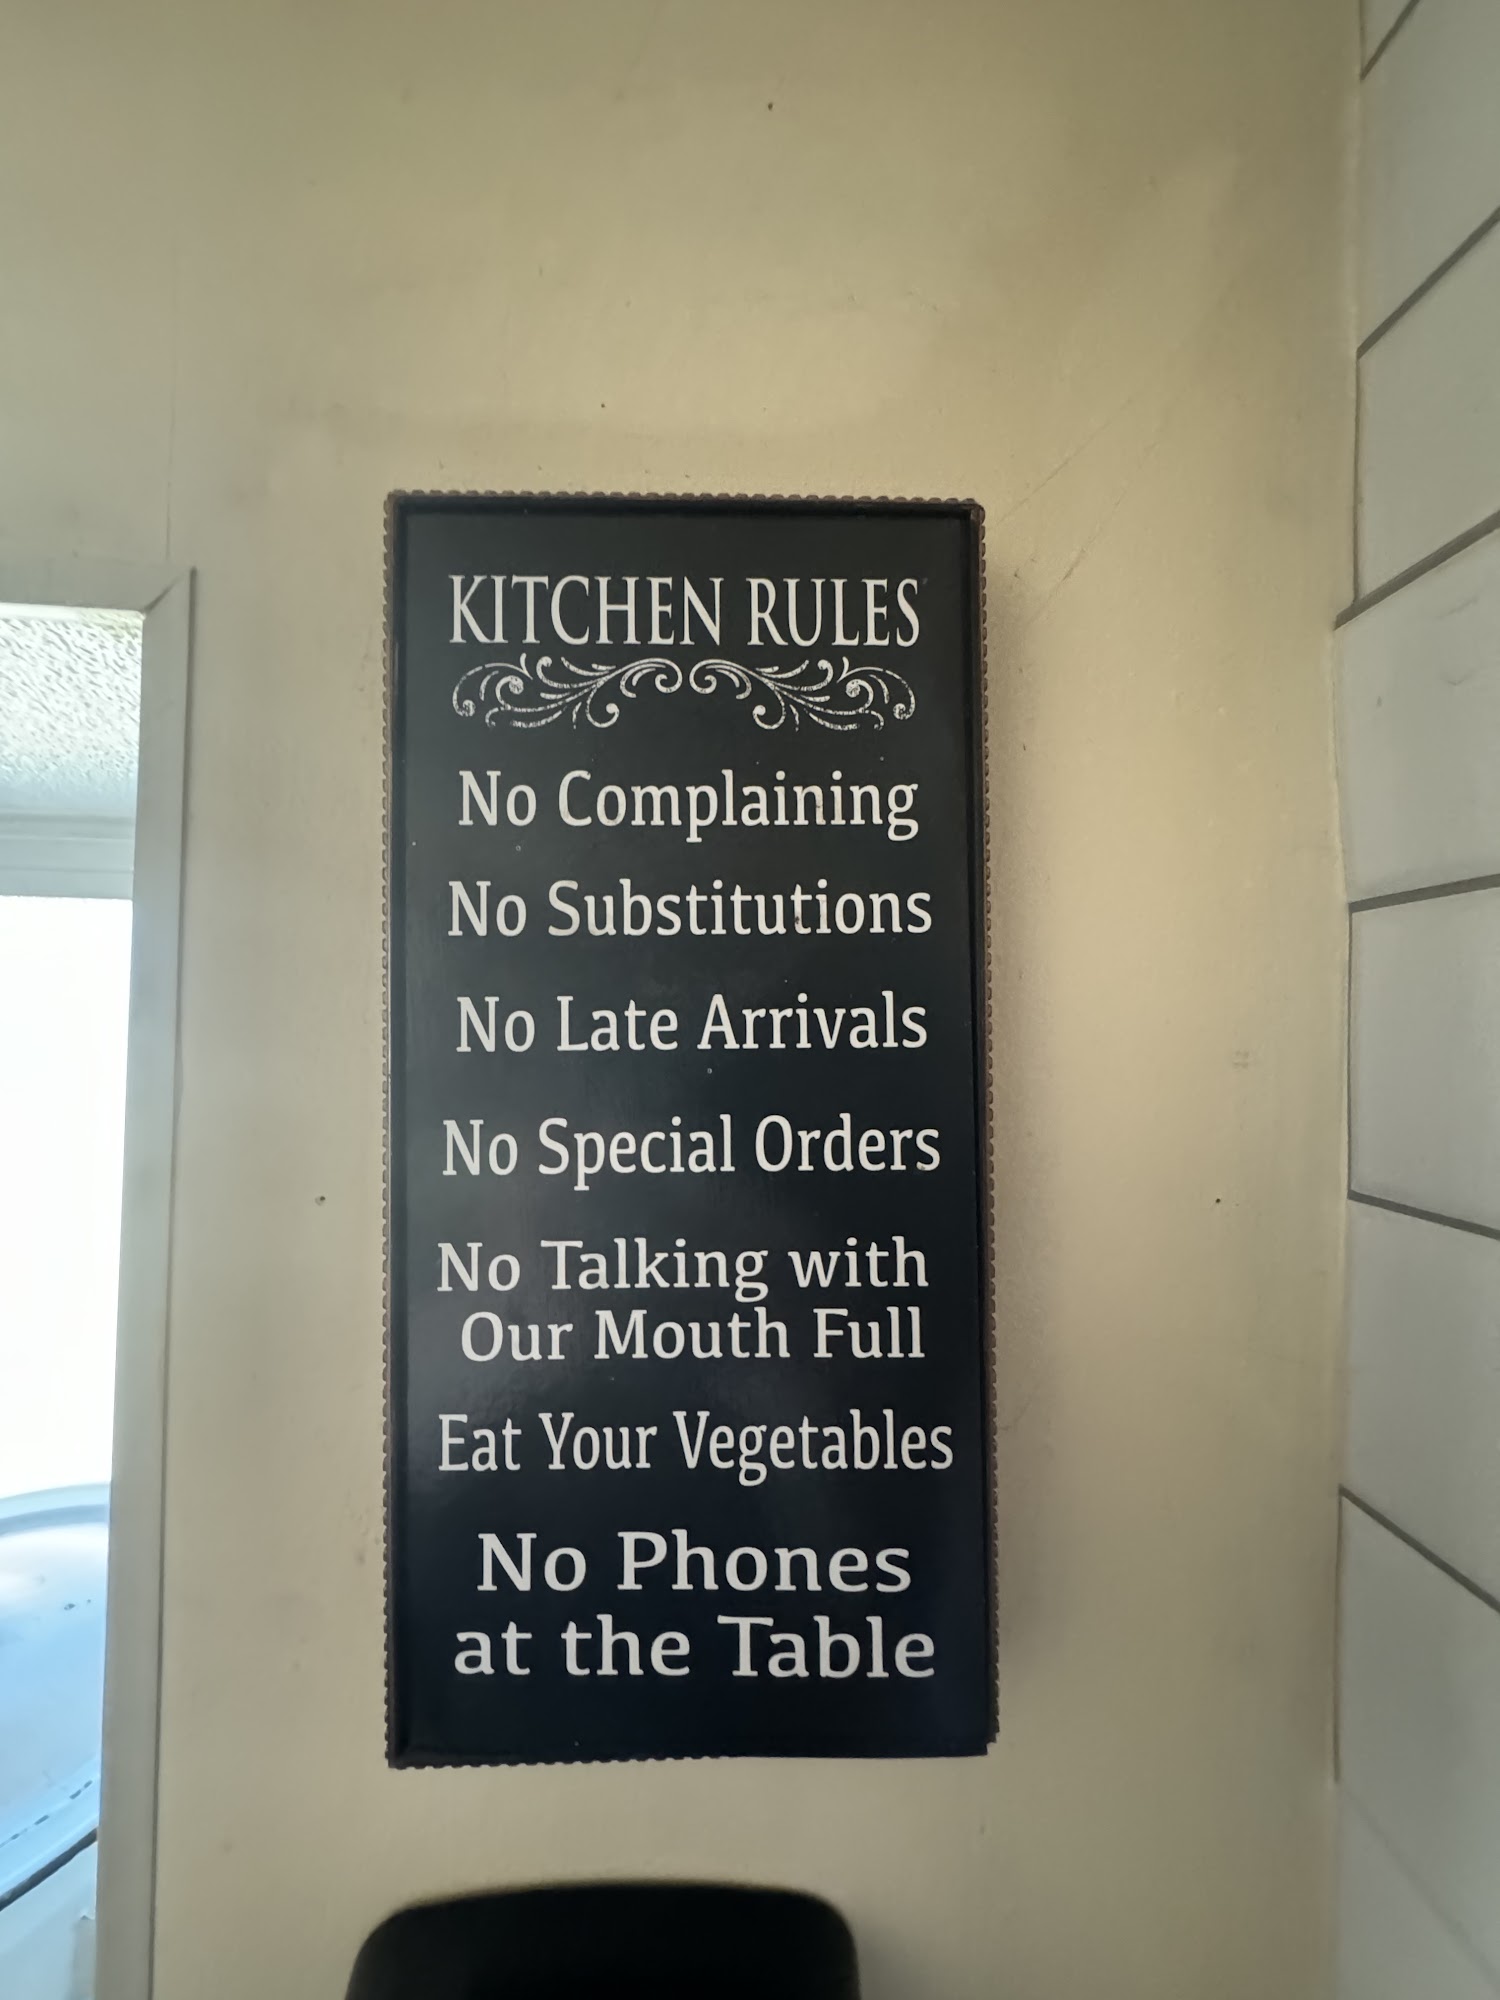 KITCHEN RULES
No Complaining
No Substitutions
No Late Arrivals
No Special Orders
No Talking with
Our Mouth Full
Eat Your Vegetables
No Phones
at the Table